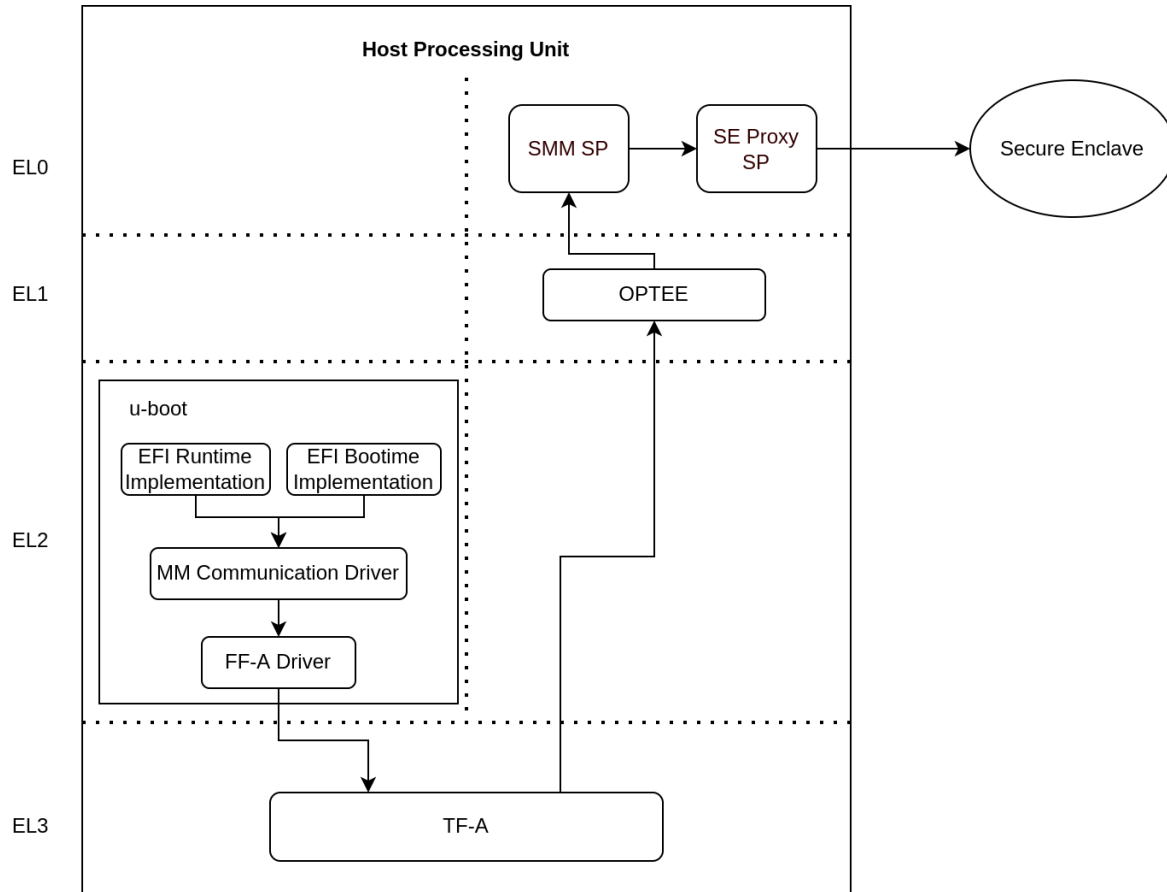 Host Processing Unit
EL0
SMM SP
SE Proxy
SP
Secure Enclave
EL1
OPTEE
u-boot
EFI Runtime
Implementation
EFI Bootime
Implementation
EL2
MM Communication Driver
FF-A Driver
EL3
TF-A